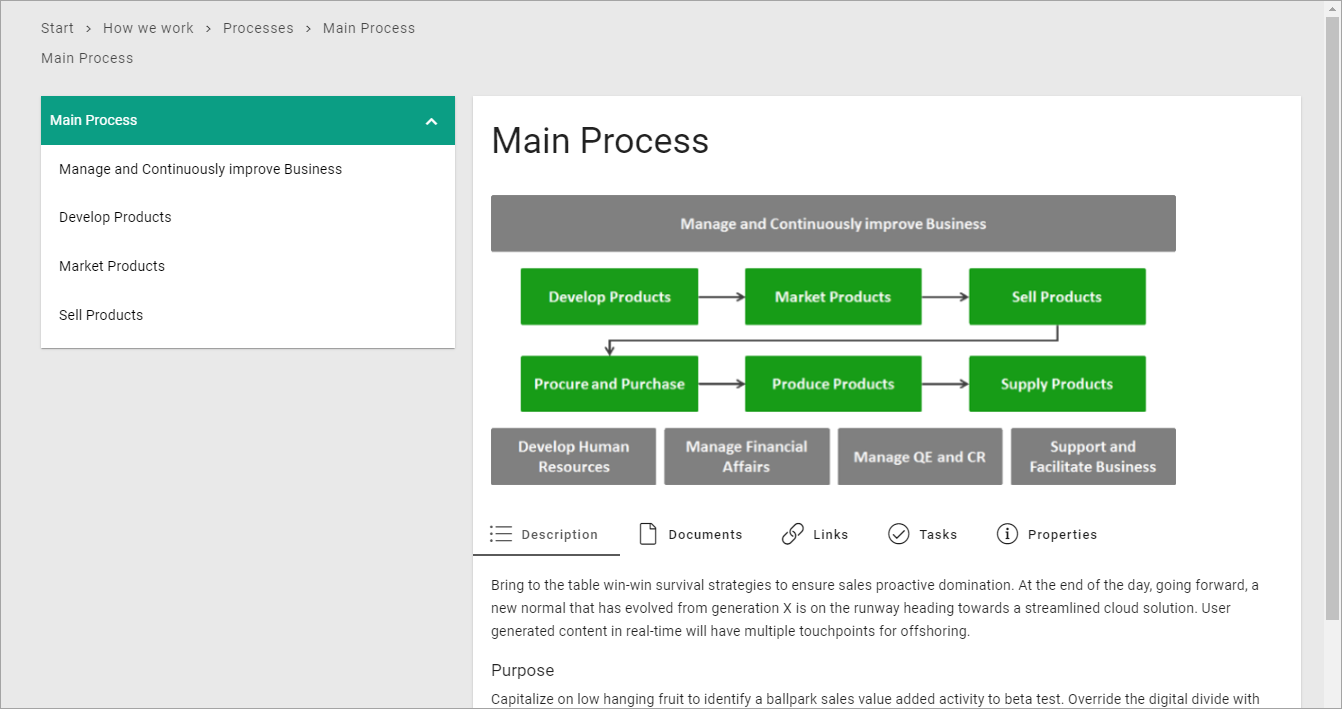 Start > How we work > Processes > Main Process
Main Process
Main Process
Manage and Continuously improve Business
Develop Products
Market Products
Sell Products
Main Process
Manage and Continuously improve Business
Develop Products
Market Products
Sell Products
Procure and Purchase
Produce Products
Supply Products
Develop Human
Resources
Manage Financial
Affairs
Manage QE and CR
Support and
Facilitate Business
Description
Documents
Links
Tasks
Properties
Bring to the table win-win survival strategies to ensure sales proactive domination. At the end of the day, going forward, a
new normal that has evolved from generation X is on the runway heading towards a streamlined cloud solution. User
generated content in real-time will have multiple touchpoints for offshoring.
Purpose
Capitalize on low hanging fruit to identify a ballpark sales value added activity to beta test. Override the digital divide with